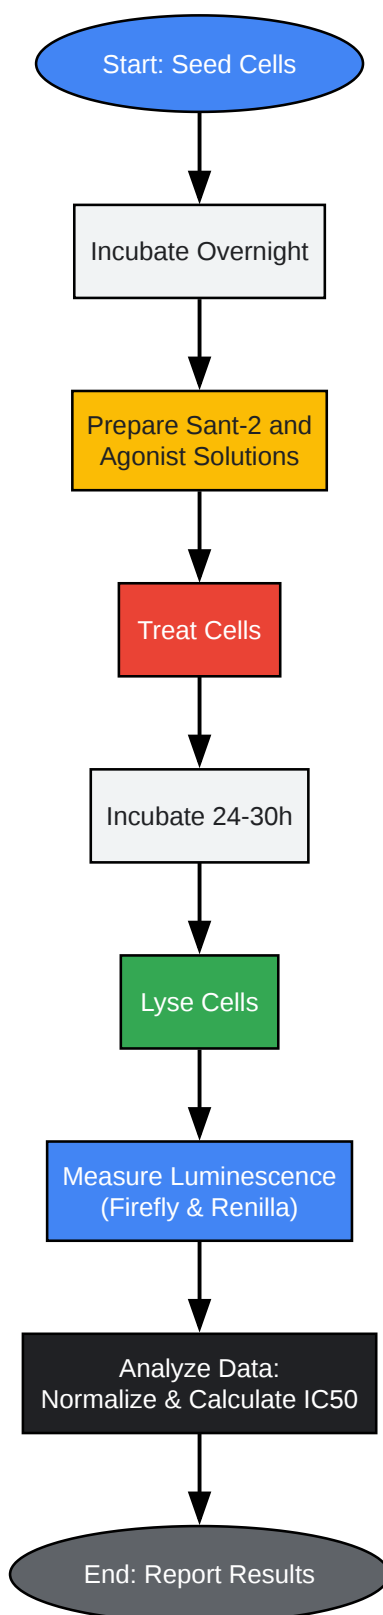 Start: Seed Cells
Incubate Overnight
Prepare Sant-2 and
Agonist Solutions
Treat Cells
Incubate 24-30h
Lyse Cells
Measure Luminescence
(Firefly & Renilla)
Analyze Data:
Normalize & Calculate IC50
End: Report Results